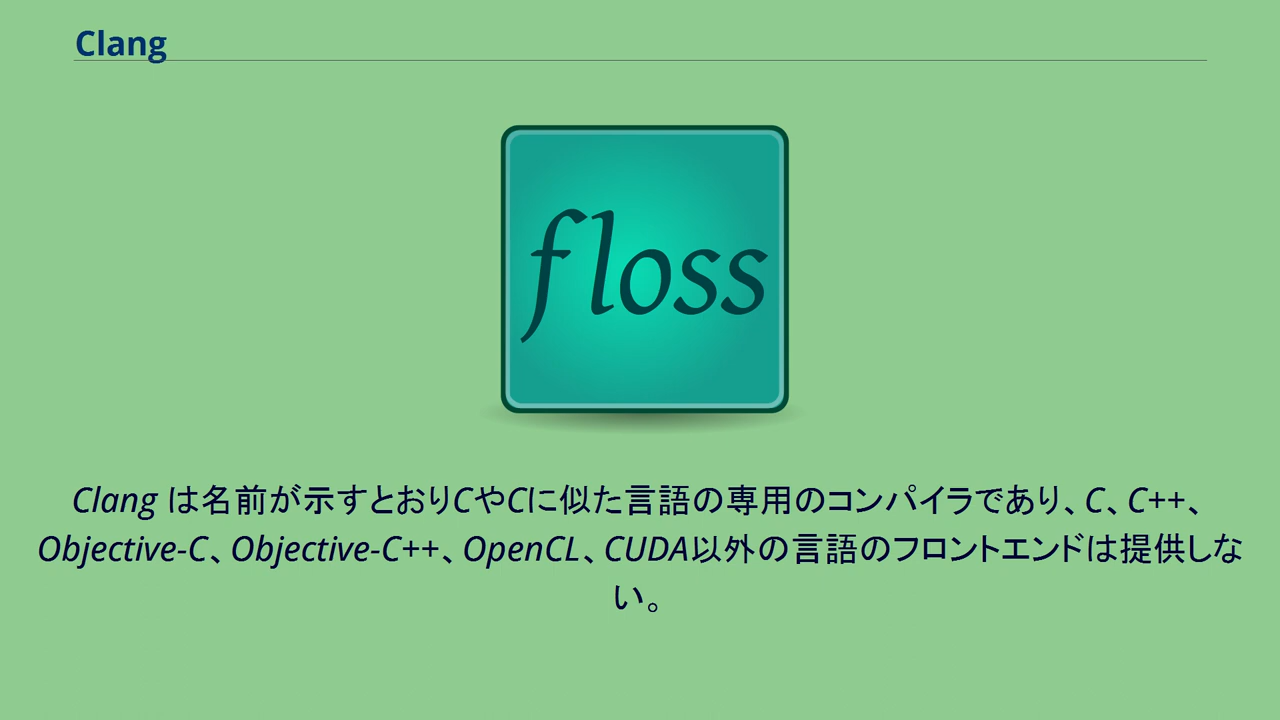 Clang
floss
Clang は名前が示すとおりCやCに似た言語の専用のコンパイラであり、C、C++、
Objective-C、Objective-C++、OpenCL、CUDA以外の言語のフロントエンドは提供しな
い。